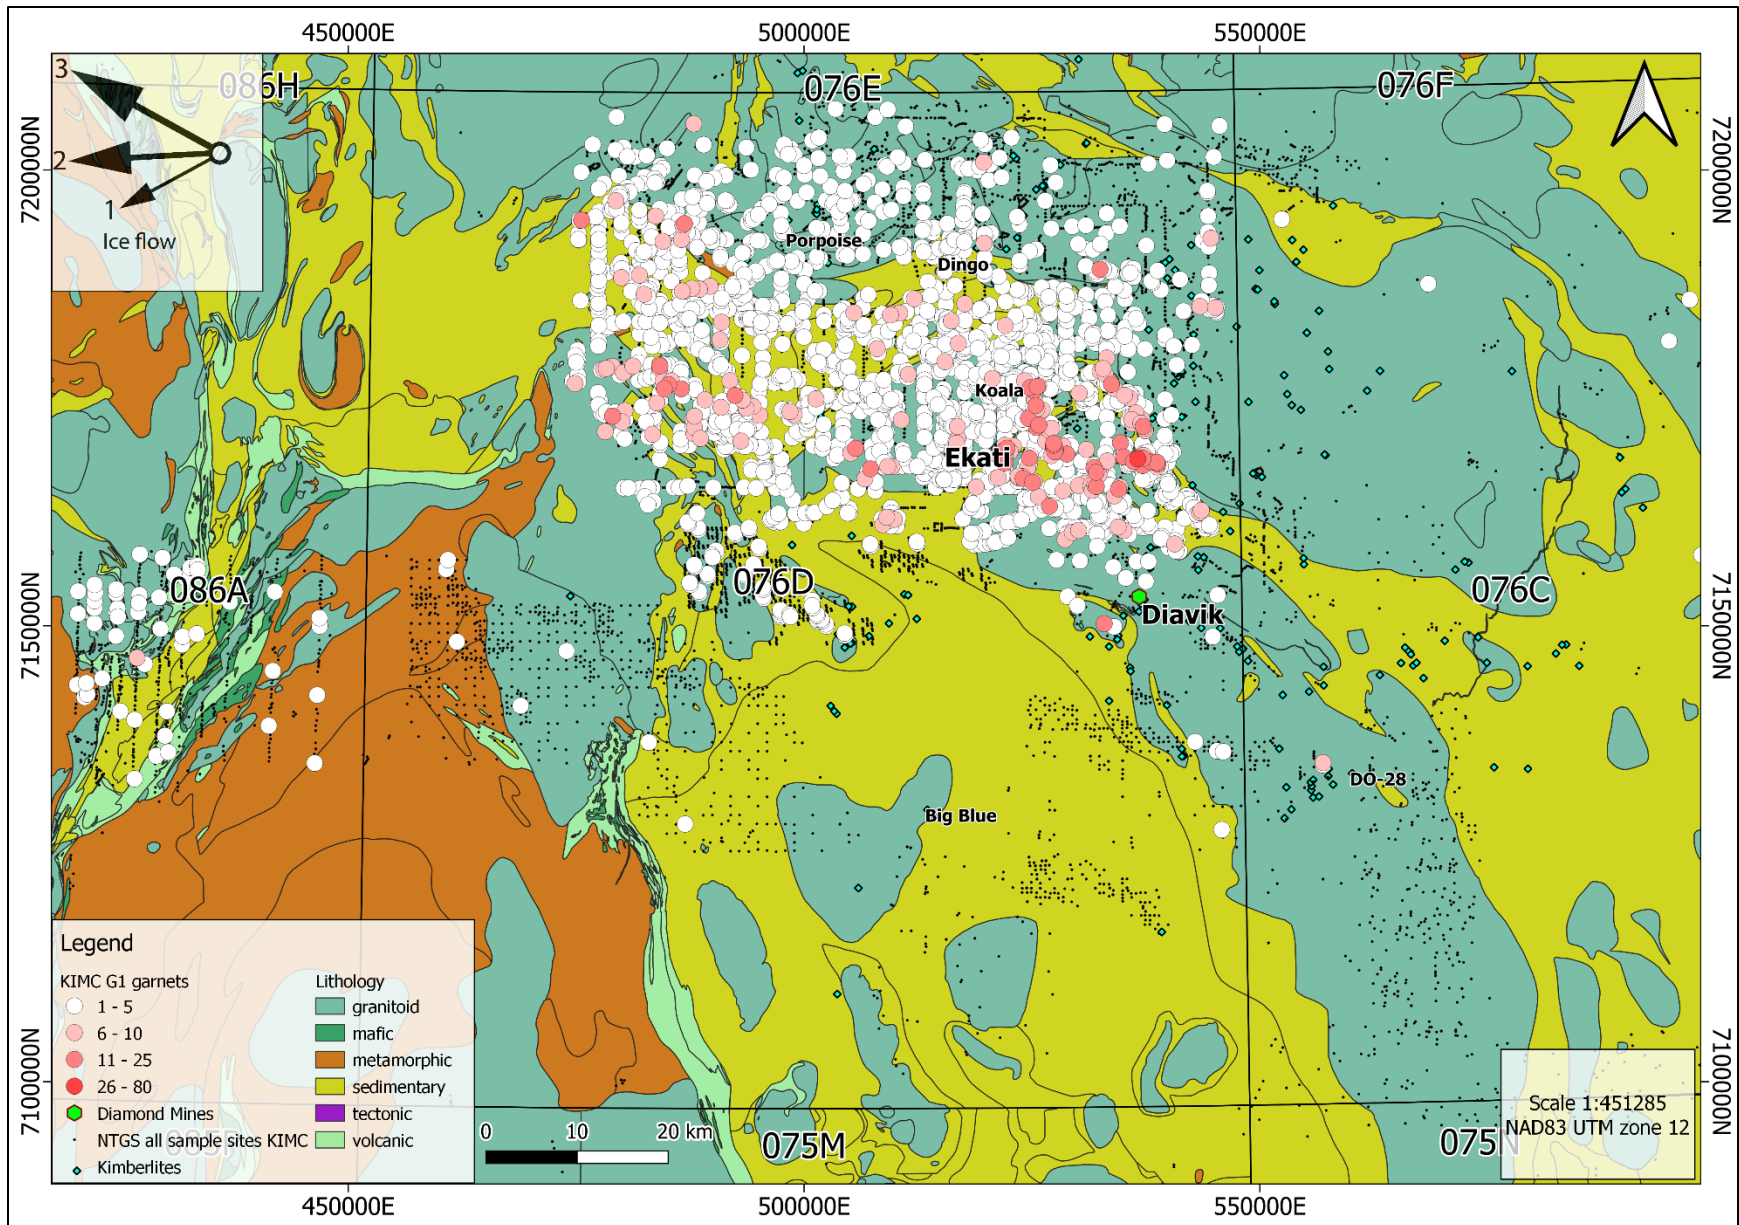 450000E 500000E 550000E
3 086H 076E 076F
7200000N 2 7200000N
1
Ice flow
Porpoise
Dingo
Koala
Ekati
086A 076D 076C
7150000N Diavik 7150000N
DO-28
Big Blue
Legend
KIMC G1 garnets Lithology
1 - 5 granitoid
6 - 10 mafic
11 - 25 metamorphic
26 - 80 sedimentary
Diamond Mines tectonic
NTGS all sample sites KIMC volcanic
Kimberlites
7100000N 7100000N
0 10 20 km
Scale 1:451285
NAD83 UTM zone 12
085P 075M 075N
450000E 500000E 550000E